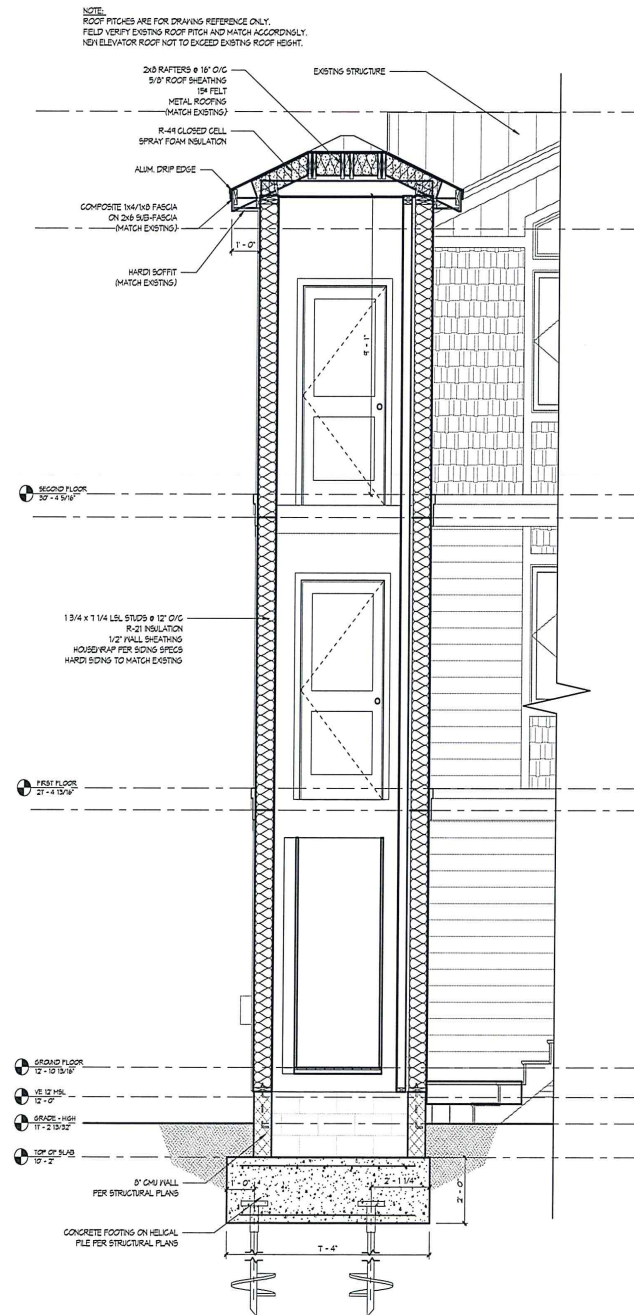 NOTE:
ROOF PITCHES ARE FOR DRAWING REFERENCE ONLY.
FIELD VERIFY EXISTING ROOF PITCH AND MATCH ACCORDINGLY.
NEW ELEVATOR ROOF NOT TO EXCEED EXISTING ROOF HEIGHT.
2x8 RAFTERS @ 16" O/C
5/8" ROOF SHEATHING
15# FELT
METAL ROOFING
(MATCH EXISTING)
EXISTING STRUCTURE
R-49 CLOSED CELL
SPRAY FOAM INSULATION
ALUM. DRIP EDGE
COMPOSITE 1x4/1x8 FASCIA
ON 2x6 SUB-FASCIA
(MATCH EXISTING)
1' - 0"
HARDI SOFFIT
(MATCH EXISTING)
9' - 1"
SECOND FLOOR
30' - 4 5/16"
1 3/4 x 7 1/4 LSL STUDS @ 12" O/C
R-21 INSULATION
1/2" WALL SHEATHING
HOUSEWRAP PER SIDING SPECS
HARDI SIDING TO MATCH EXISTING
FIRST FLOOR
21' - 4 13/16"
GROUND FLOOR
12' - 10 13/16"
VE 12' MSL
12' - 0"
GRADE - HIGH
11' - 2 13/32"
TOP OF SLAB
10' - 2"
8" CMU WALL
PER STRUCTURAL PLANS
1' - 0"
2' - 1 1/4"
2' - 0"
CONCRETE FOOTING ON HELICAL
PILE PER STRUCTURAL PLANS
7' - 4"